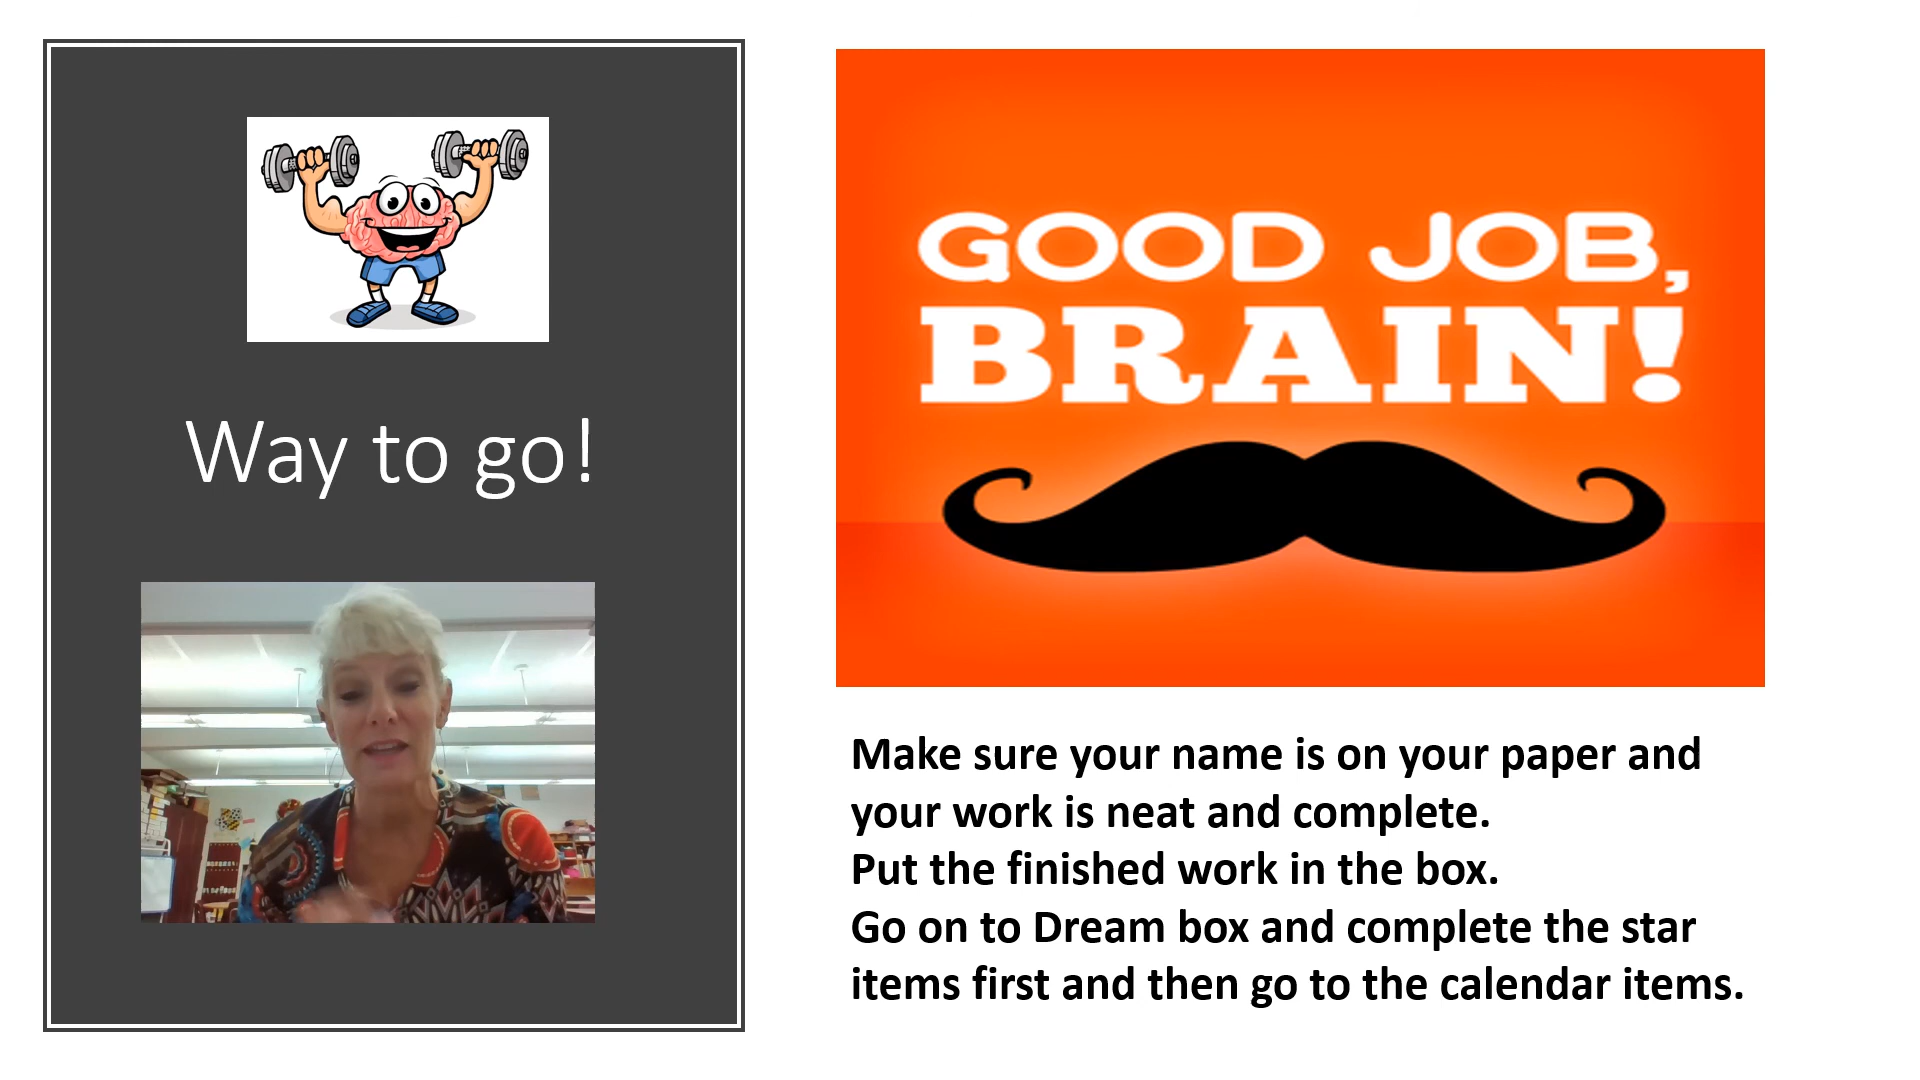 Way to go!
GOOD JOB,
BRAIN!
Make sure your name is on your paper and
your work is neat and complete.
Put the finished work in the box.
Go on to Dream box and complete the star
items first and then go to the calendar items.